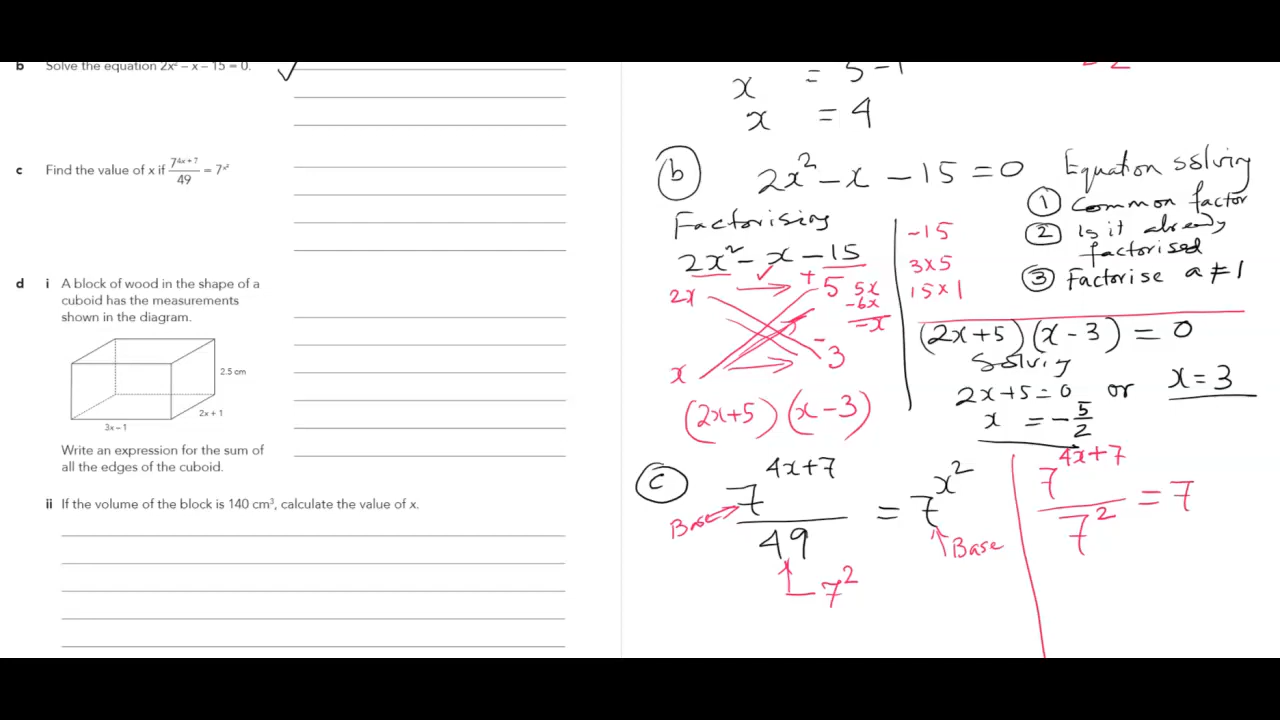 b Solve the equation 2x² – x – 15 = 0.
c Find the value of x if 7^(4x + 7) / 49 = 7^(x²)
d i A block of wood in the shape of a
cuboid has the measurements
shown in the diagram.
2.5 cm
2x + 1
3x – 1
Write an expression for the sum of
all the edges of the cuboid.
ii If the volume of the block is 140 cm³, calculate the value of x.
x = 5 – 1
x = 4
b 2x² – x – 15 = 0
Factorising
2x² – x – 15
2x + 5 5x
–6x
–x
x – 3
(2x+5) (x – 3)
–15
3 x 5
15 x 1
Equation solving
1 Common factor
2 Is it already
factorised
3 Factorise a ≠ 1
(2x+5) (x – 3) = 0
Solving
2x+5 = 0 or x = 3
x = – 5/2
c 7^(4x+7) / 49 = 7^(x²)
Base
Base
7²
7^(4x+7) / 7² = 7